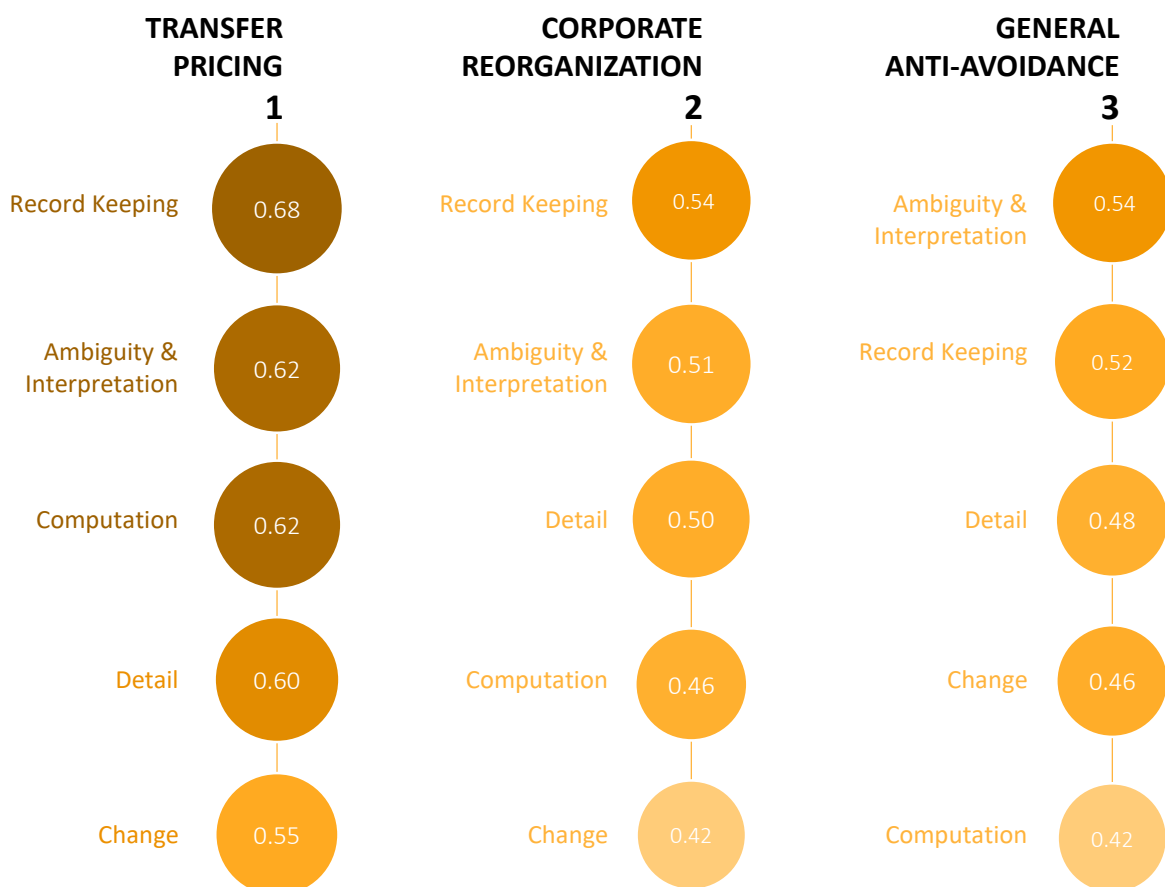 TRANSFER
PRICING
1
Record Keeping
0.68
Ambiguity &
Interpretation
0.62
Computation
0.62
Detail
0.60
Change
0.55
CORPORATE
REORGANIZATION
2
Record Keeping
0.54
Ambiguity &
Interpretation
0.51
Detail
0.50
Computation
0.46
Change
0.42
GENERAL
ANTI-AVOIDANCE
3
Ambiguity &
Interpretation
0.54
Record Keeping
0.52
Detail
0.48
Change
0.46
Computation
0.42